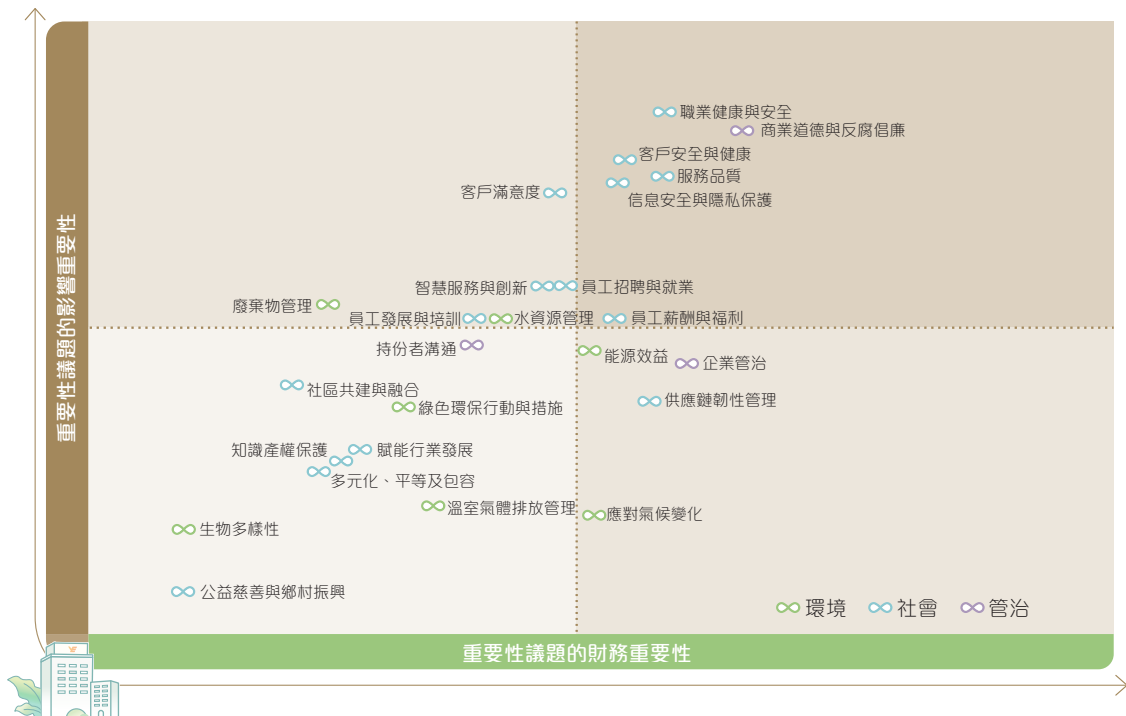 重要性議題的影響重要性
職業健康與安全
商業道德與反腐倡廉
客戶安全與健康
服務品質
客戶滿意度
信息安全與隱私保護
智慧服務與創新
員工招聘與就業
廢棄物管理
員工發展與培訓
水資源管理
員工薪酬與福利
持份者溝通
能源效益
企業管治
社區共建與融合
綠色環保行動與措施
供應鏈韌性管理
知識產權保護
賦能行業發展
多元化、平等及包容
溫室氣體排放管理
應對氣候變化
生物多樣性
公益慈善與鄉村振興
環境
社會
管治
重要性議題的財務重要性